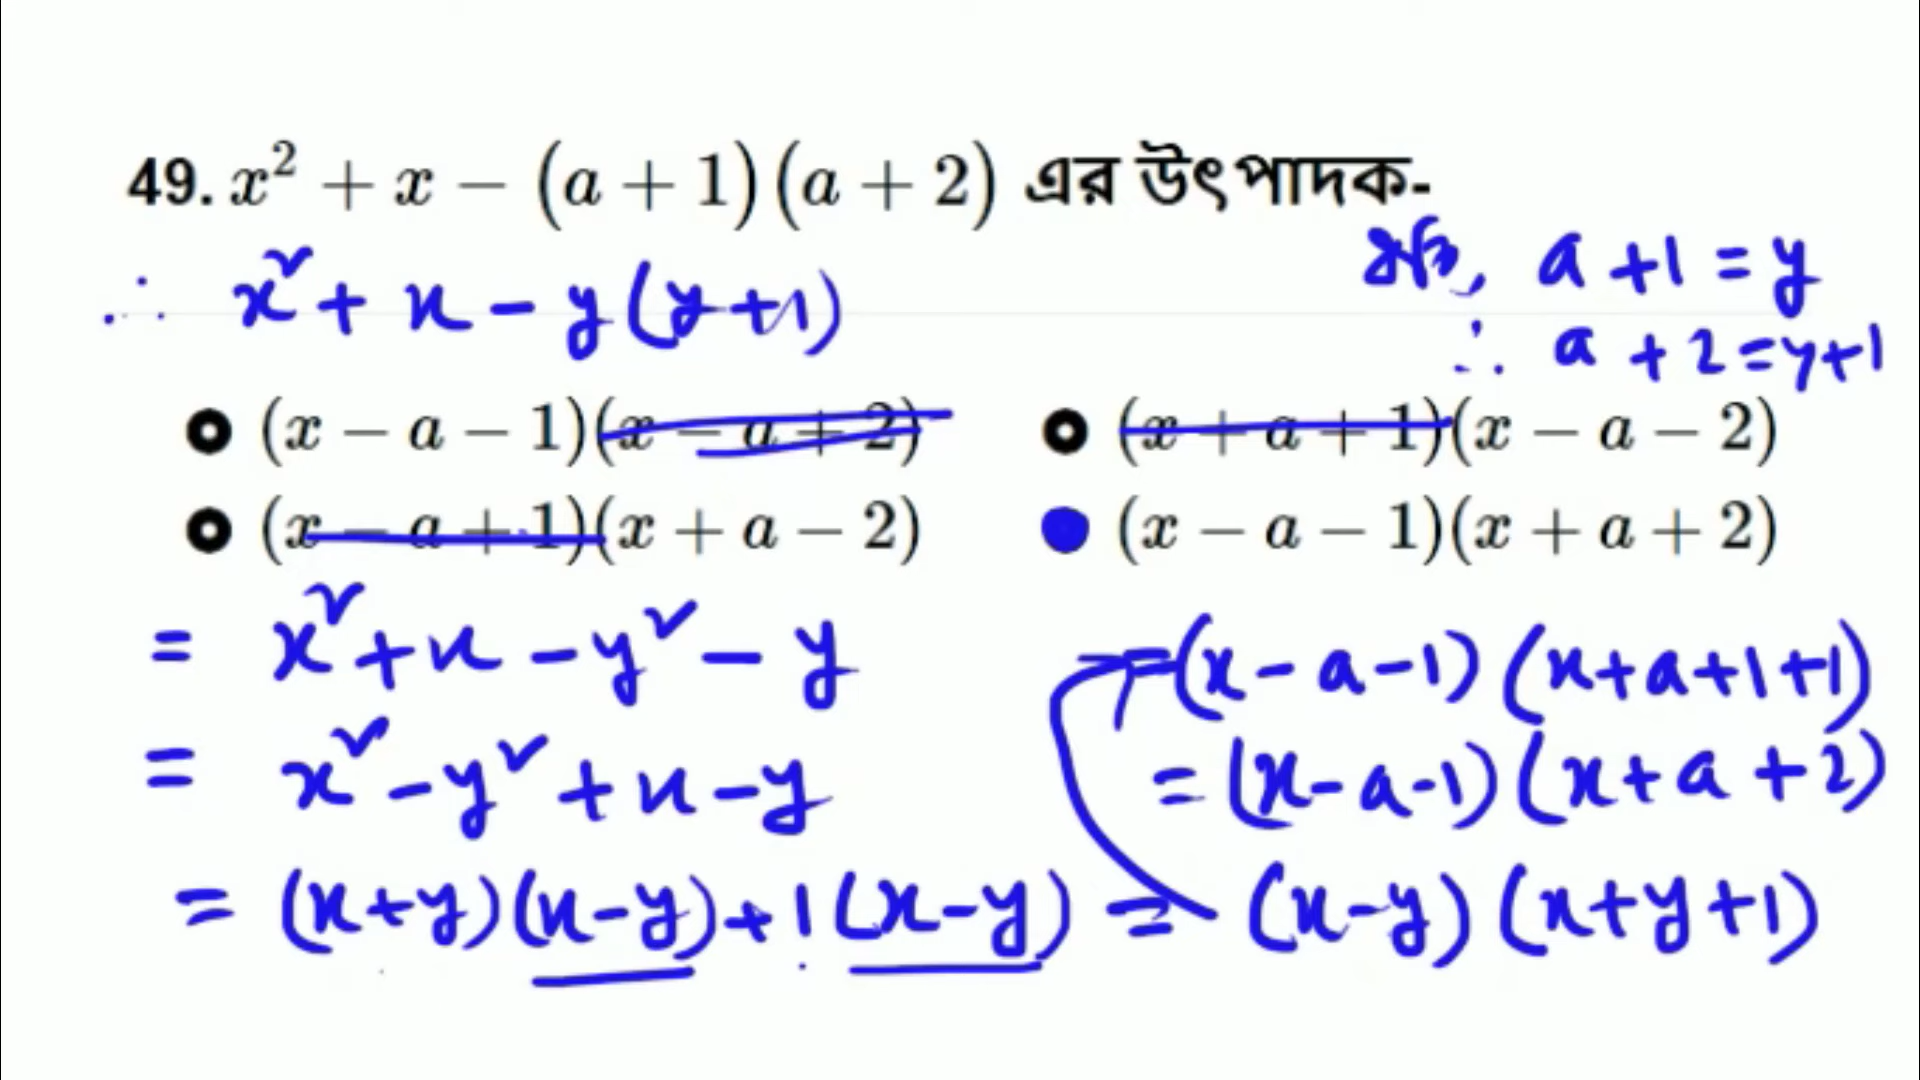 49. x² + x − (a + 1)(a + 2) এর উৎপাদক-
ধরি, a + 1 = y
∴ a + 2 = y + 1
∴ x² + x − y(y + 1)
(x − a − 1)(x − a + 2)
(x + a + 1)(x − a − 2)
(x − a + 1)(x + a − 2)
(x − a − 1)(x + a + 2)
= x² + x − y² − y
= x² − y² + x − y
= (x + y)(x − y) + 1(x − y) = (x − y)(x + y + 1)
= (x − a − 1)(x + a + 1 + 1)
= (x − a − 1)(x + a + 2)